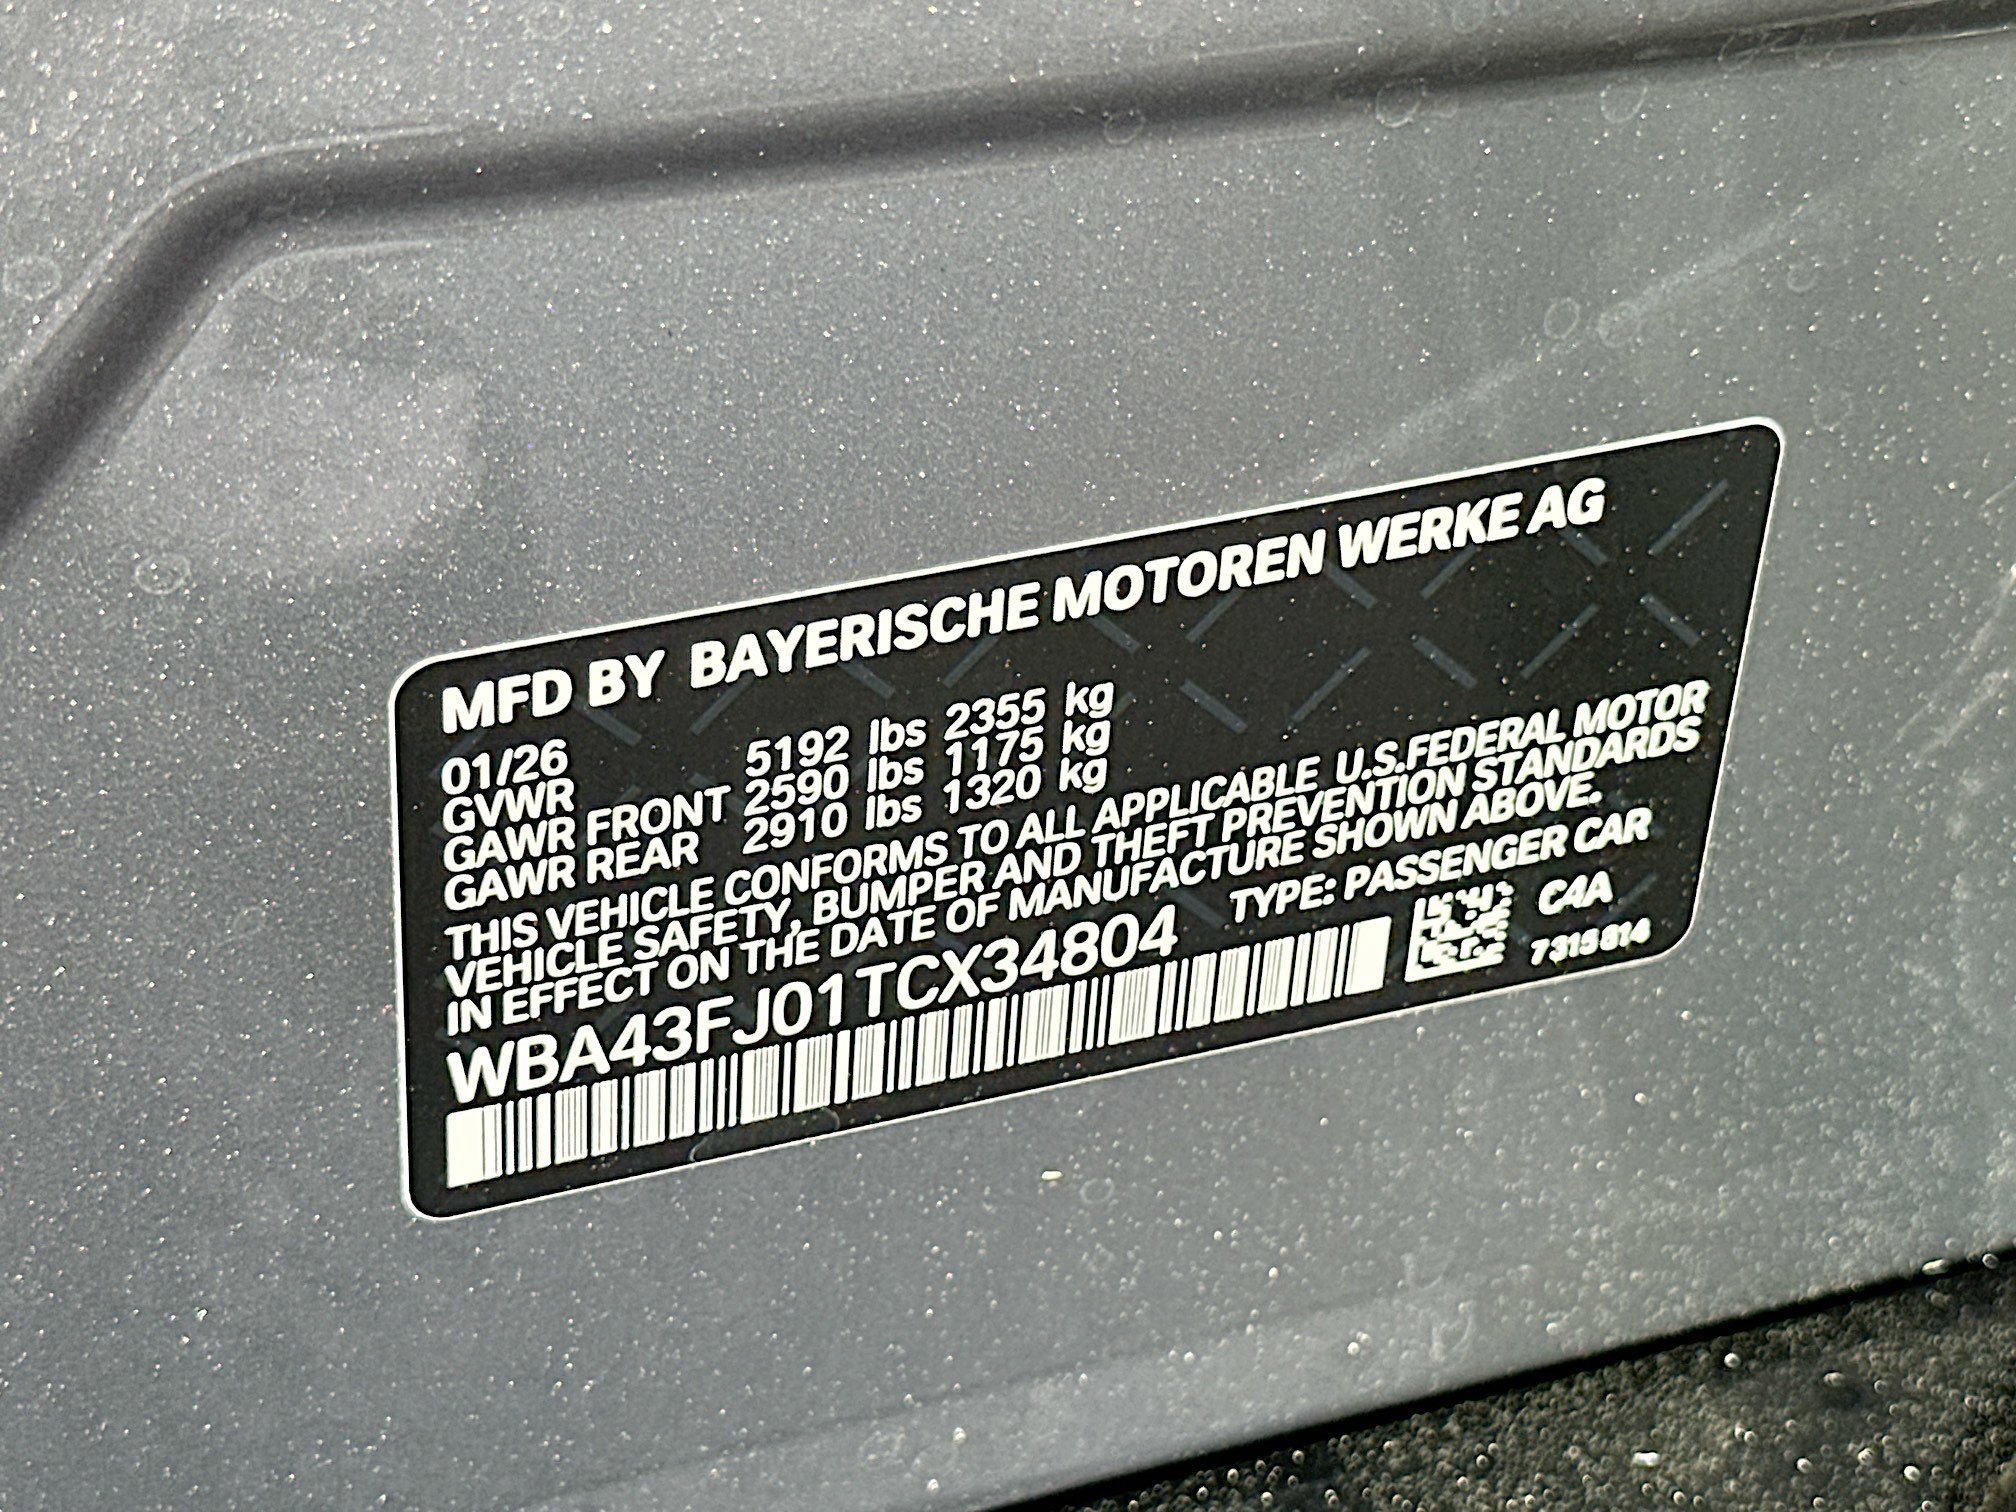 MFD BY BAYERISCHE MOTOREN WERKE AG
01/26
GVWR 5192 lbs 2355 kg
GAWR FRONT 2590 lbs 1175 kg
GAWR REAR 2910 lbs 1320 kg
THIS VEHICLE CONFORMS TO ALL APPLICABLE U.S.FEDERAL MOTOR
VEHICLE SAFETY, BUMPER AND THEFT PREVENTION STANDARDS
IN EFFECT ON THE DATE OF MANUFACTURE SHOWN ABOVE.
WBA43FJ01TCX34804 TYPE: PASSENGER CAR
C4A
7315814